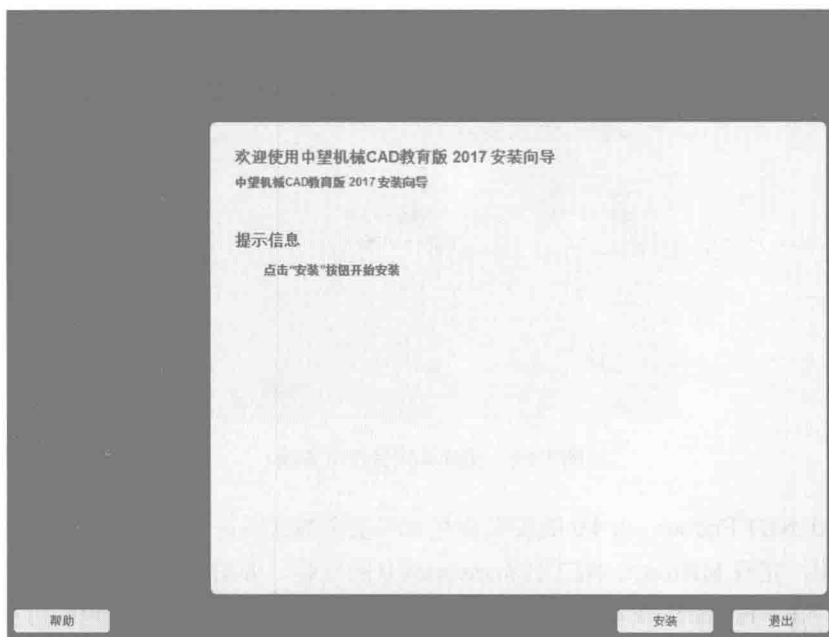 欢迎使用中望机械CAD教育版 2017 安装向导
中望机械CAD教育版 2017 安装向导
提示信息
点击“安装”按钮开始安装
帮助
安装
退出